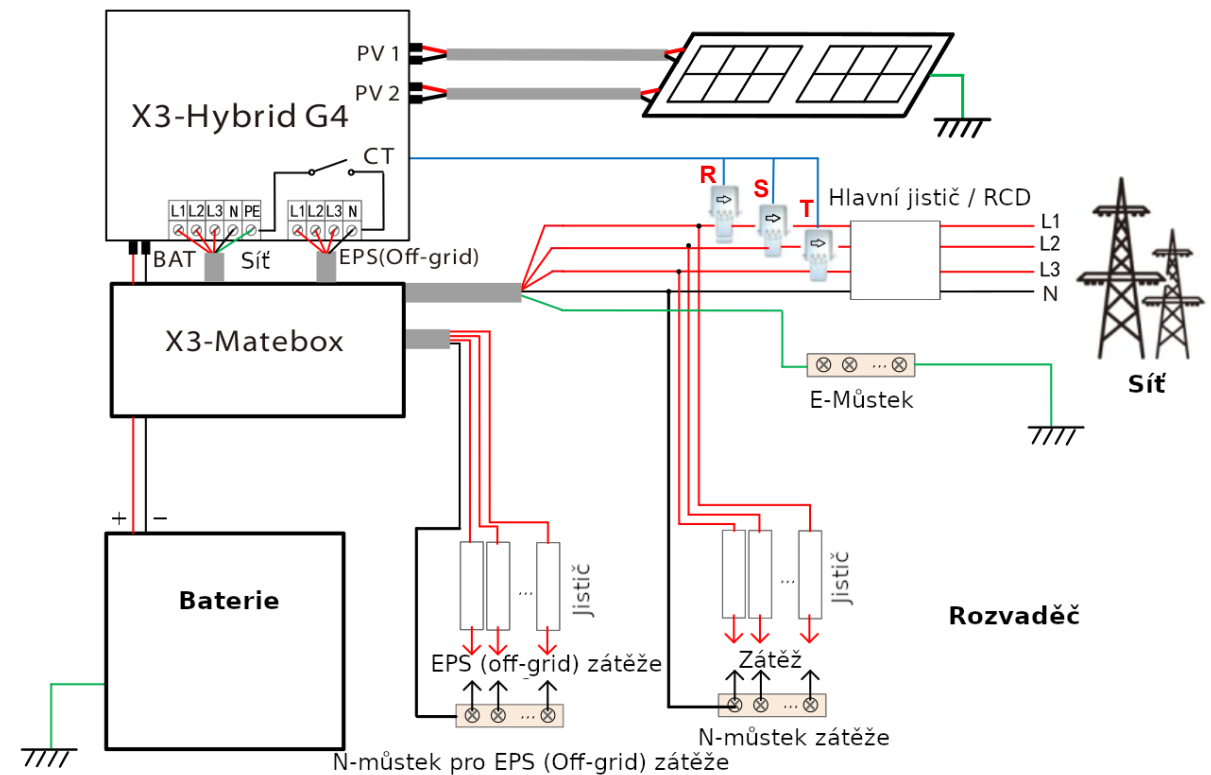 PV 1
PV 2
X3-Hybrid G4
CT
L1 L2 L3 N PE
L1 L2 L3 N
BAT
Síť
EPS(Off-grid)
R
S
T
Hlavní jistič / RCD
L1
L2
L3
N
X3-Matebox
Síť
...
E-Můstek
+
−
Baterie
...
Jistič
...
Jistič
Rozvaděč
EPS (off-grid) zátěže
Zátěž
...
...
N-můstek zátěže
N-můstek pro EPS (Off-grid) zátěže